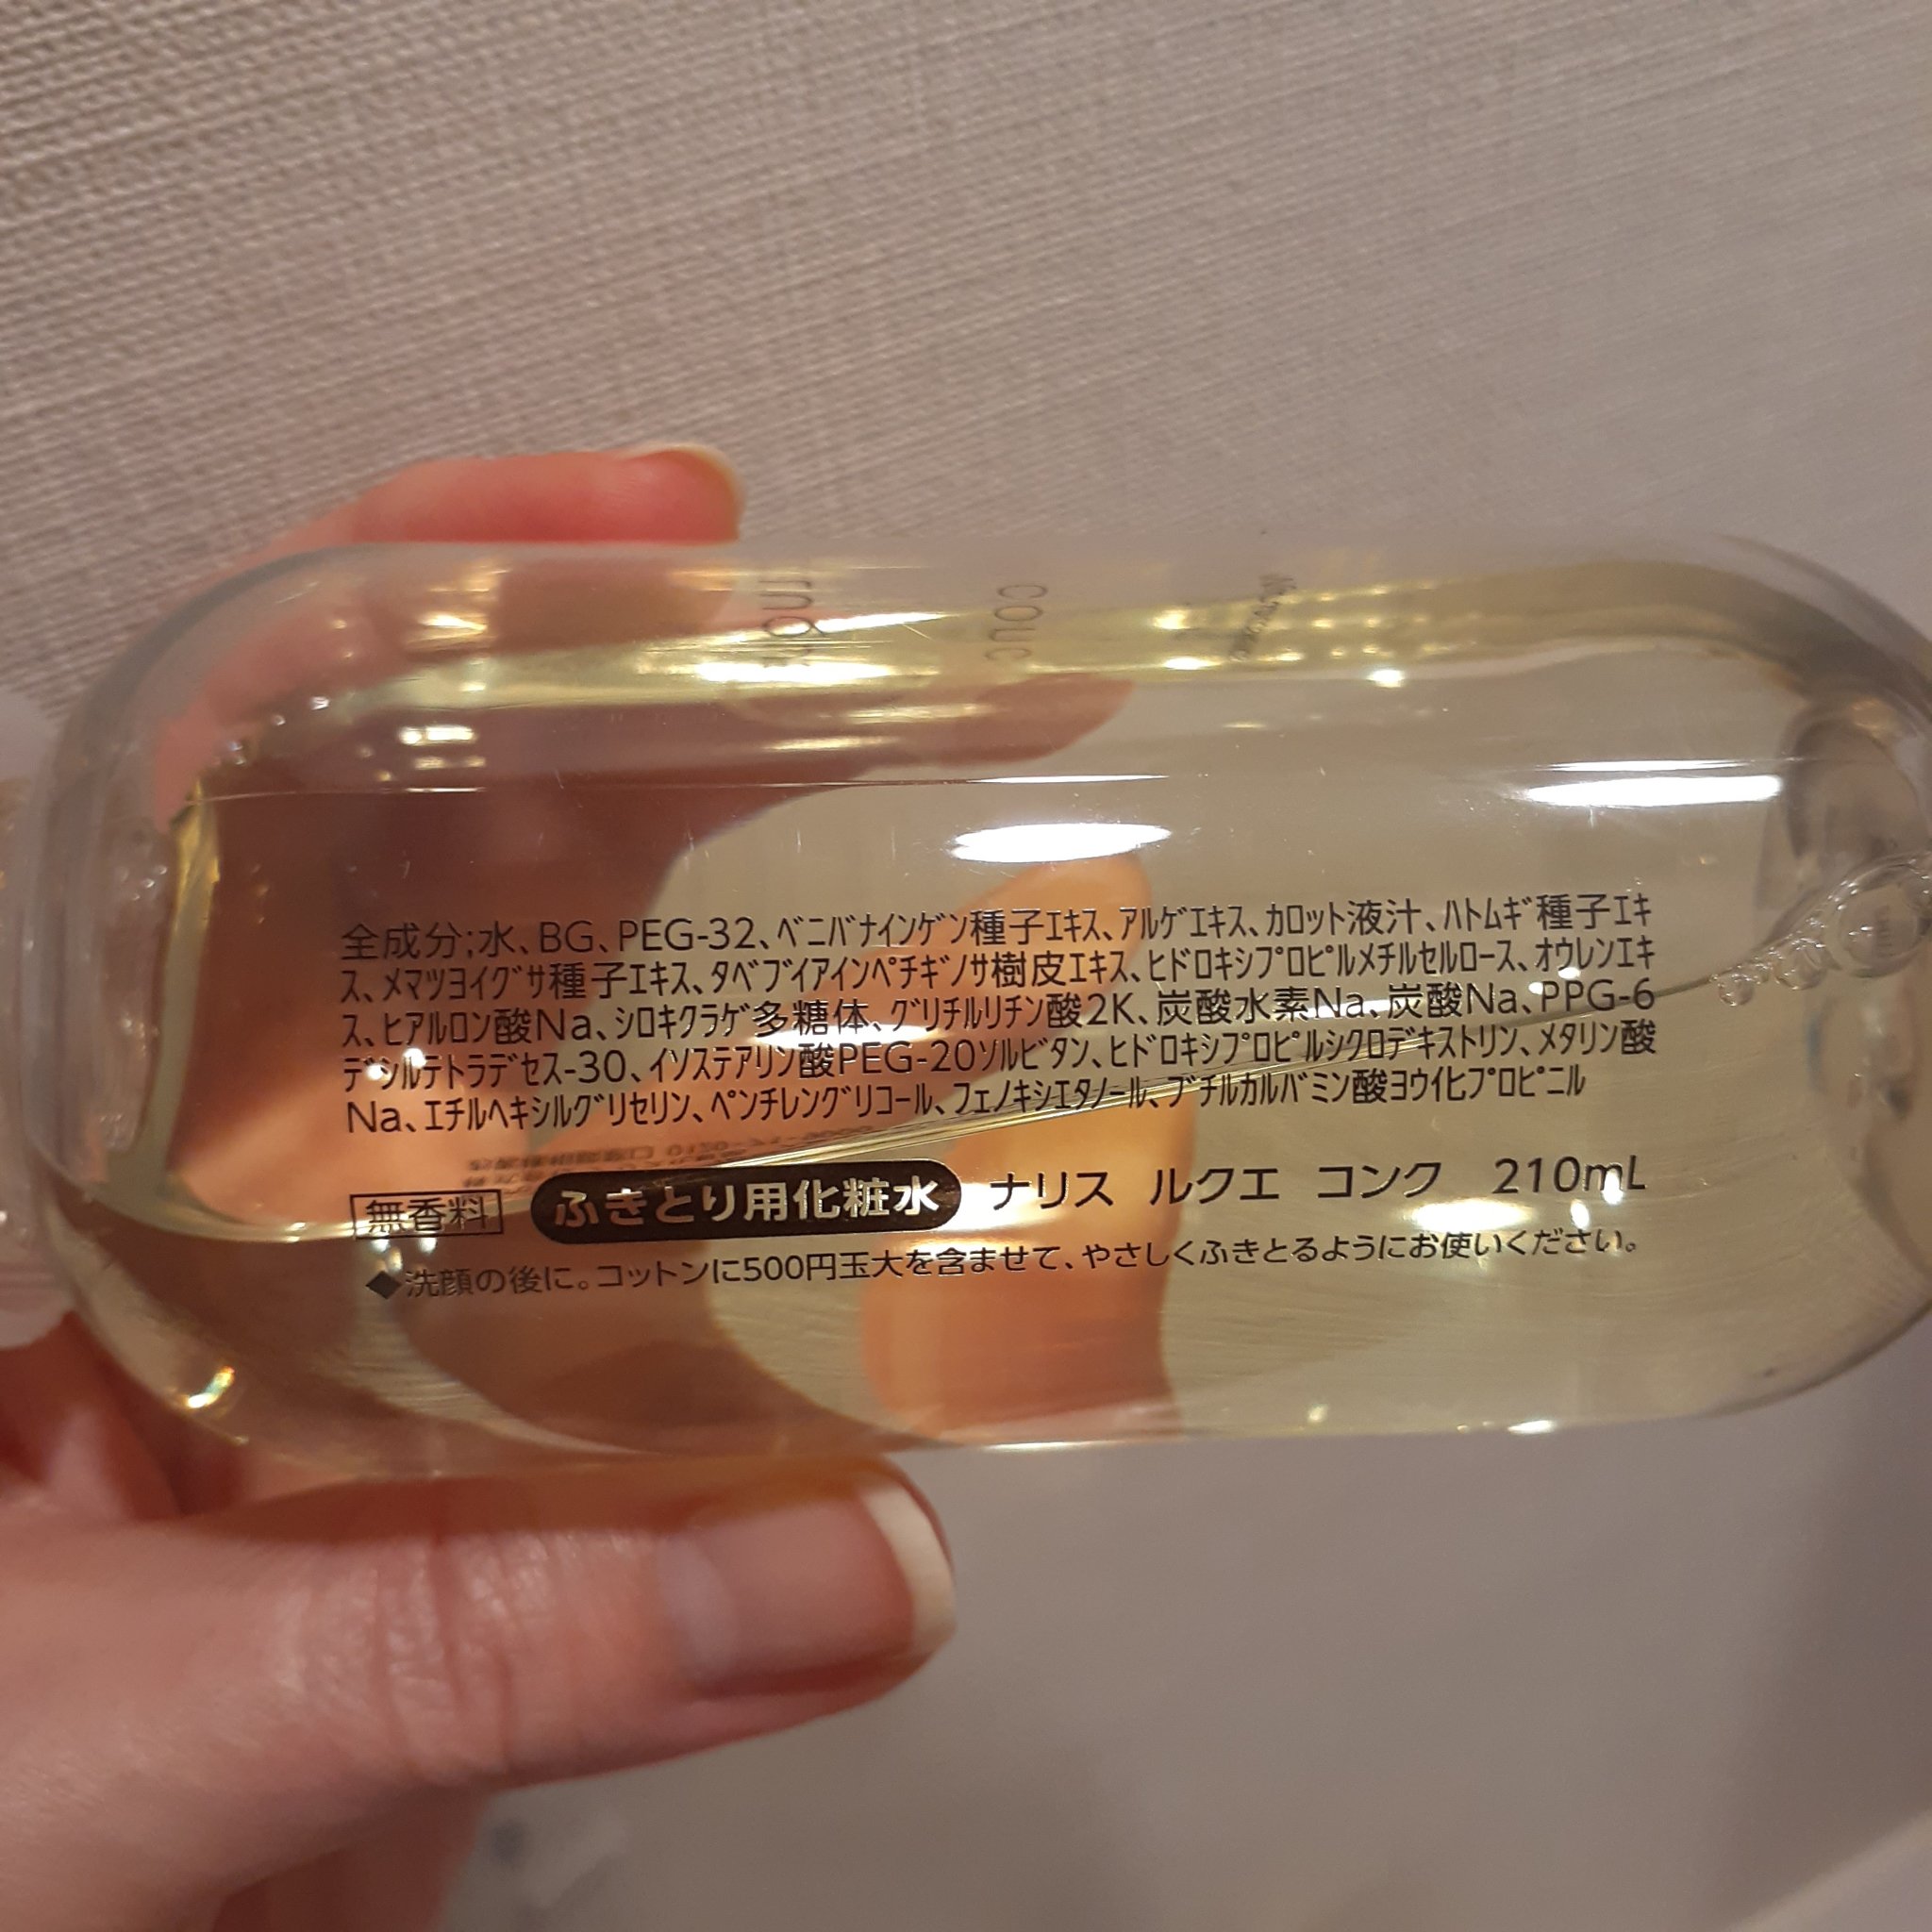 全成分;水、BG、PEG-32、ﾍﾞﾆﾊﾞﾅｲﾝｹﾞﾝ種子ｴｷｽ、ｱﾙｹﾞｴｷｽ、ｶﾛｯﾄ液汁、ﾊﾄﾑｷﾞ種子ｴｷ
ｽ、ﾒﾏﾂﾖｲｸﾞｻ種子ｴｷｽ、ﾀﾍﾞﾌﾞｲｱｲﾝﾍﾟﾁｷﾞﾉｻ樹皮ｴｷｽ、ﾋﾄﾞﾛｷｼﾌﾟﾛﾋﾟﾙﾒﾁﾙｾﾙﾛｰｽ、ｵｳﾚﾝｴｷ
ｽ、ﾋｱﾙﾛﾝ酸Na、ｼﾛｷｸﾗｹﾞ多糖体、ｸﾞﾘﾁﾙﾘﾁﾝ酸2K、炭酸水素Na、炭酸Na、PPG-6
ﾃﾞｼﾙﾃﾄﾗﾃﾞｾｽ-30、ｲｿｽﾃｱﾘﾝ酸PEG-20ｿﾙﾋﾞﾀﾝ、ﾋﾄﾞﾛｷｼﾌﾟﾛﾋﾟﾙｼｸﾛﾃﾞｷｽﾄﾘﾝ、ﾒﾀﾘﾝ酸
Na、ｴﾁﾙﾍｷｼﾙｸﾞﾘｾﾘﾝ、ﾍﾟﾝﾁﾚﾝｸﾞﾘｺｰﾙ、ﾌｪﾉｷｼｴﾀﾉｰﾙ、ﾌﾞﾁﾙｶﾙﾊﾞﾐﾝ酸ﾖｳ化ﾌﾟﾛﾋﾟﾆﾙ
無香料 ふきとり用化粧水 ナリス ルクエ コンク 210mL
◆洗顔の後に。コットンに500円玉大を含ませて、やさしくふきとるようにお使いください。